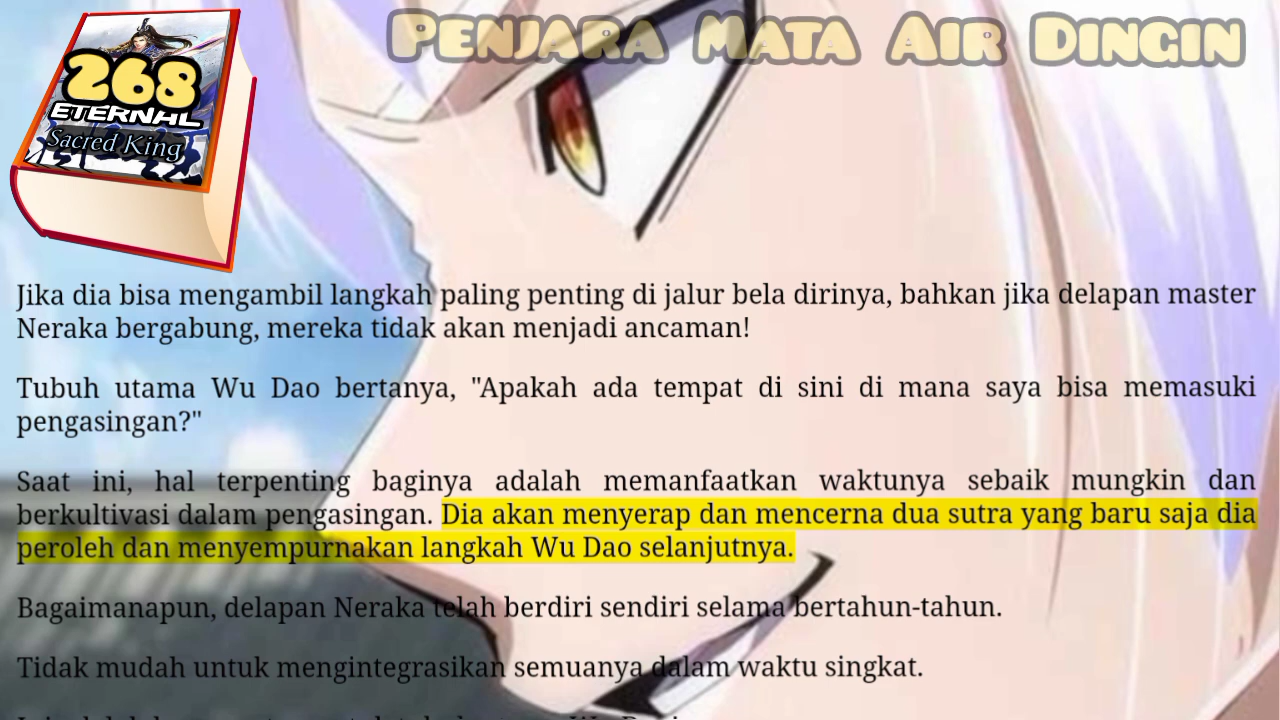 PENJARA MATA AIR DINGIN
268
ETERNAL
Sacred King
Jika dia bisa mengambil langkah paling penting di jalur bela dirinya, bahkan jika delapan master
Neraka bergabung, mereka tidak akan menjadi ancaman!
Tubuh utama Wu Dao bertanya, "Apakah ada tempat di sini di mana saya bisa memasuki
pengasingan?"
Saat ini, hal terpenting baginya adalah memanfaatkan waktunya sebaik mungkin dan
berkultivasi dalam pengasingan. Dia akan menyerap dan mencerna dua sutra yang baru saja dia
peroleh dan menyempurnakan langkah Wu Dao selanjutnya.
Bagaimanapun, delapan Neraka telah berdiri sendiri selama bertahun-tahun.
Tidak mudah untuk mengintegrasikan semuanya dalam waktu singkat.